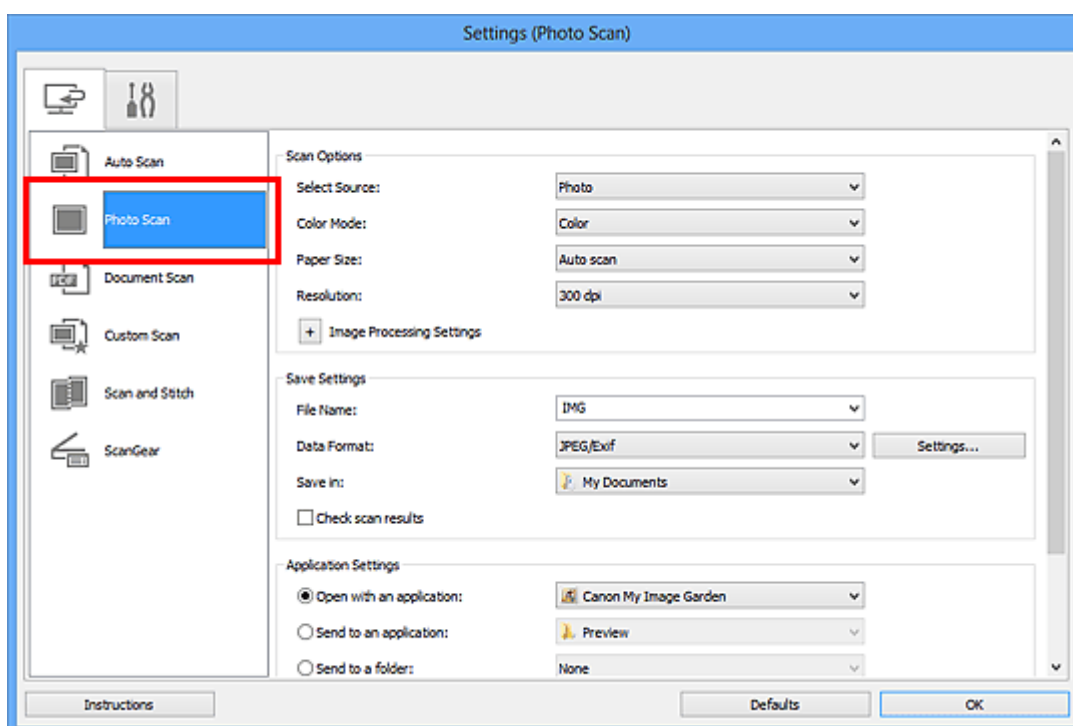 Settings (Photo Scan)
Auto Scan
Photo Scan
Document Scan
Custom Scan
Scan and Stitch
ScanGear
Scan Options
Select Source: Photo
Color Mode: Color
Paper Size: Auto scan
Resolution: 300 dpi
+ Image Processing Settings
Save Settings
File Name: IMG
Data Format: JPEG/Exif Settings...
Save in: My Documents
Check scan results
Application Settings
Open with an application: Canon My Image Garden
Send to an application: Preview
Send to a folder: None
Instructions Defaults OK